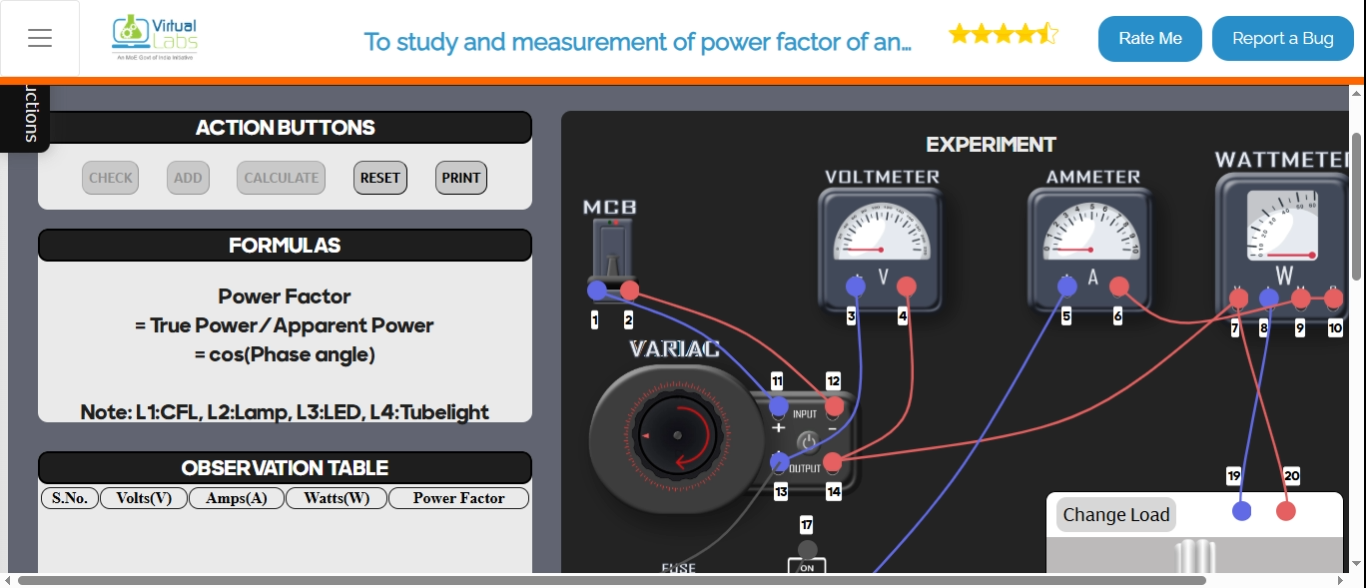 Virtual
Labs
An MoE Govt of India Initiative
To study and measurement of power factor of an...
Rate Me
Report a Bug
uctions
ACTION BUTTONS
CHECK
ADD
CALCULATE
RESET
PRINT
FORMULAS
Power Factor
= True Power/Apparent Power
= cos(Phase angle)
Note: L1:CFL, L2:Lamp, L3:LED, L4:Tubelight
OBSERVATION TABLE
S.No. Volts(V) Amps(A) Watts(W) Power Factor
EXPERIMENT
MCB
1 2
VOLTMETER
V
3 4
AMMETER
A
5 6
WATTMETER
W
7 8 9 10
VARIAC
11 12
INPUT
+ −
OUTPUT
13 14
17
ON
FUSE
19 20
Change Load